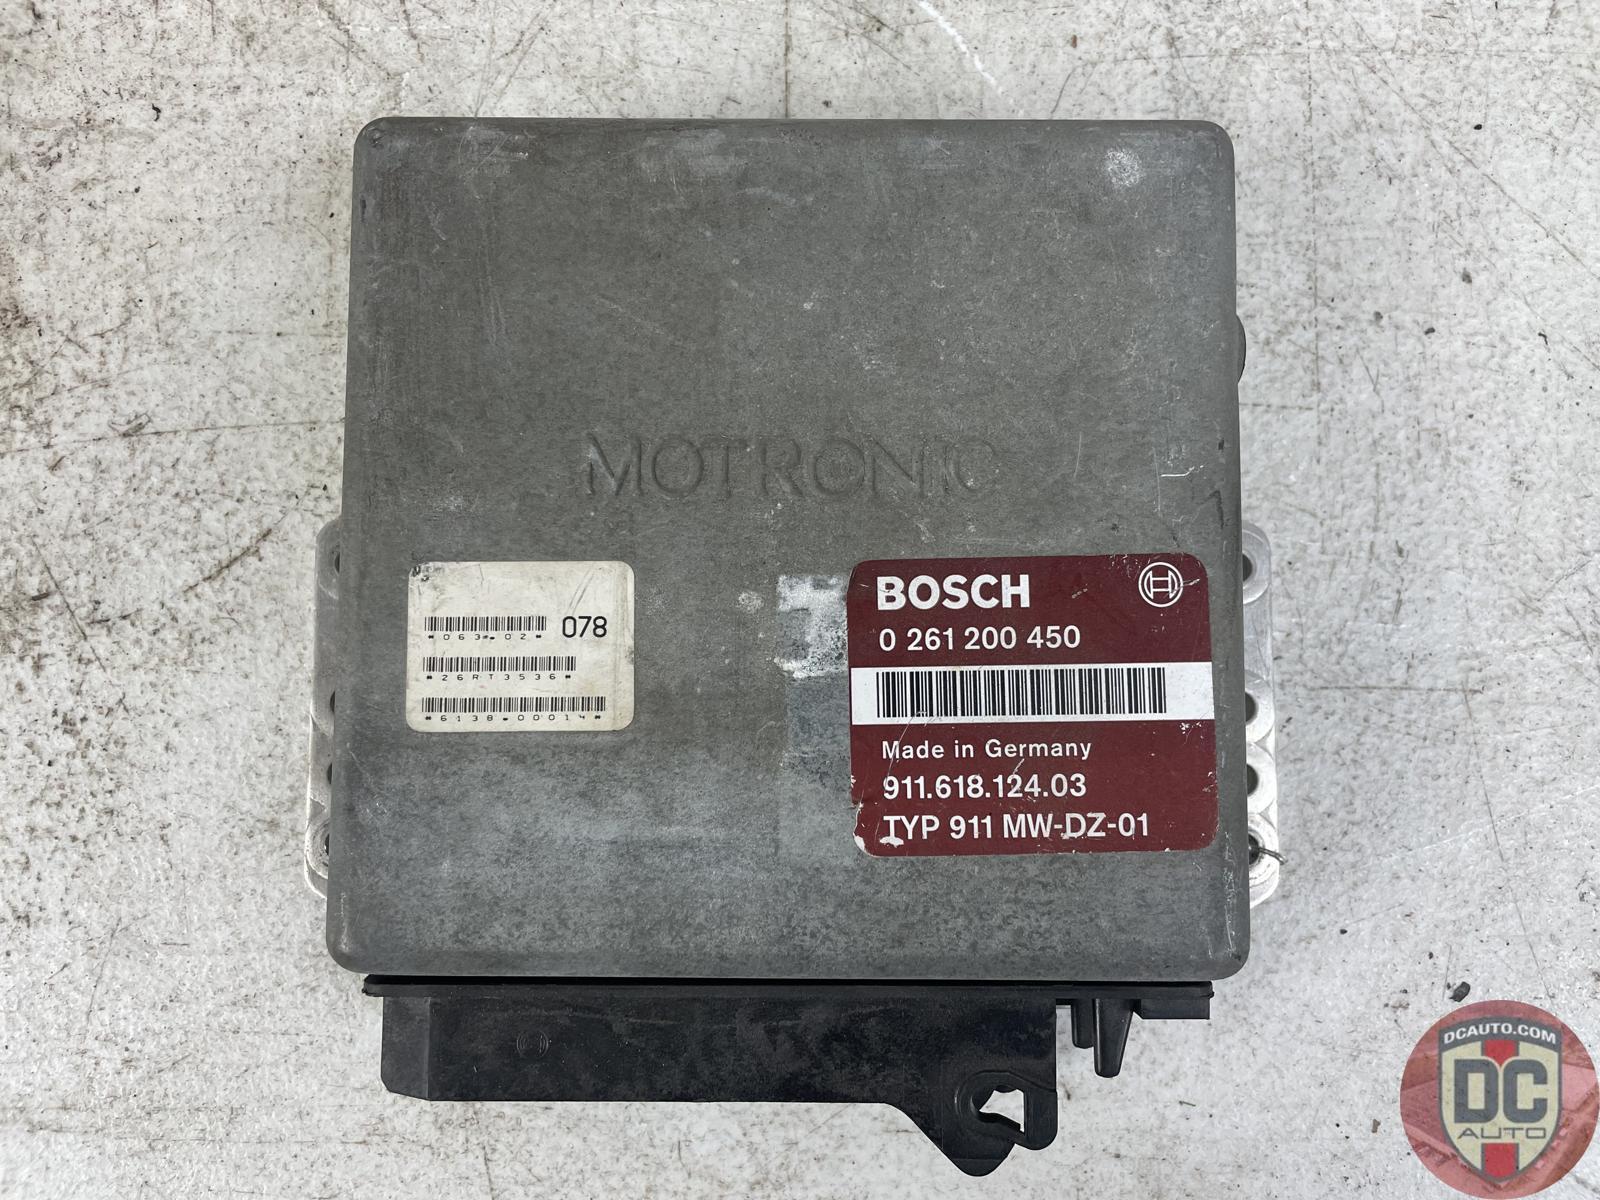 MOTRONIC
*063.02*
078
*26RT3536*
*6138.00014*
BOSCH
0 261 200 450
Made in Germany
911.618.124.03
TYP 911 MW-DZ-01
DCAUTO.COM
DC
AUTO